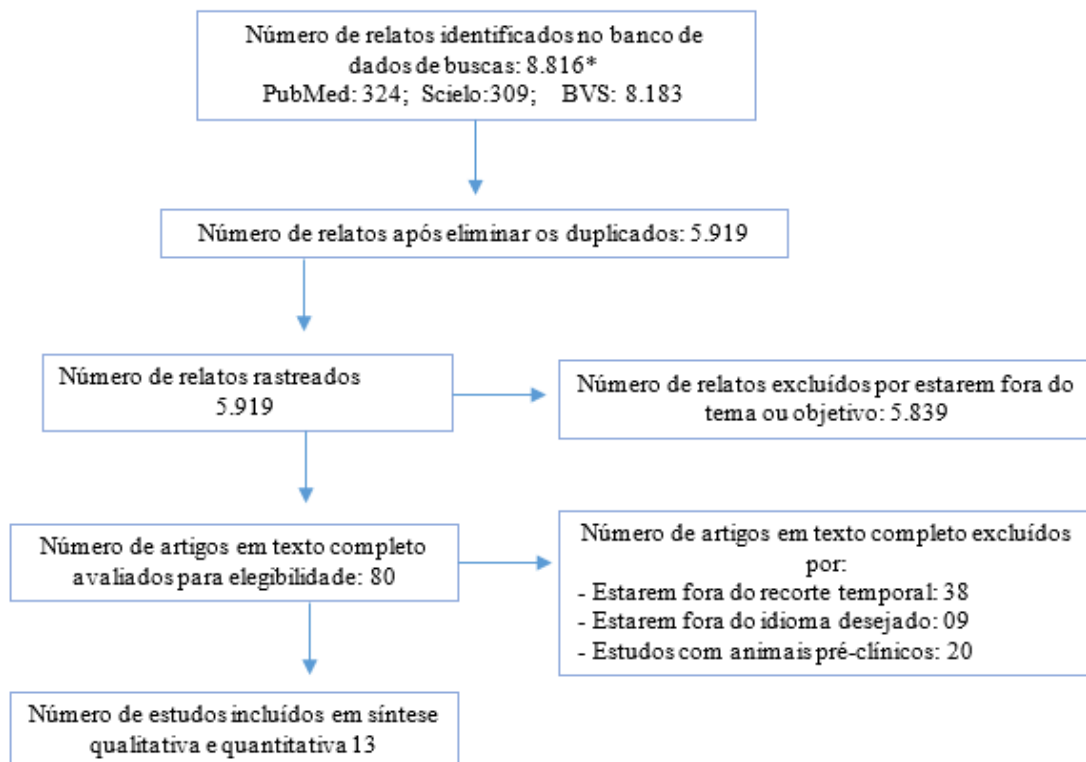 Número de relatos identificados no banco de
dados de buscas: 8.816*
PubMed: 324; Scielo:309; BVS: 8.183
Número de relatos após eliminar os duplicados: 5.919
Número de relatos rastreados
5.919
Número de relatos excluídos por estarem fora do
tema ou objetivo: 5.839
Número de artigos em texto completo
avaliados para elegibilidade: 80
Número de artigos em texto completo excluídos
por:
- Estarem fora do recorte temporal: 38
- Estarem fora do idioma desejado: 09
- Estudos com animais pré-clínicos: 20
Número de estudos incluídos em síntese
qualitativa e quantitativa 13